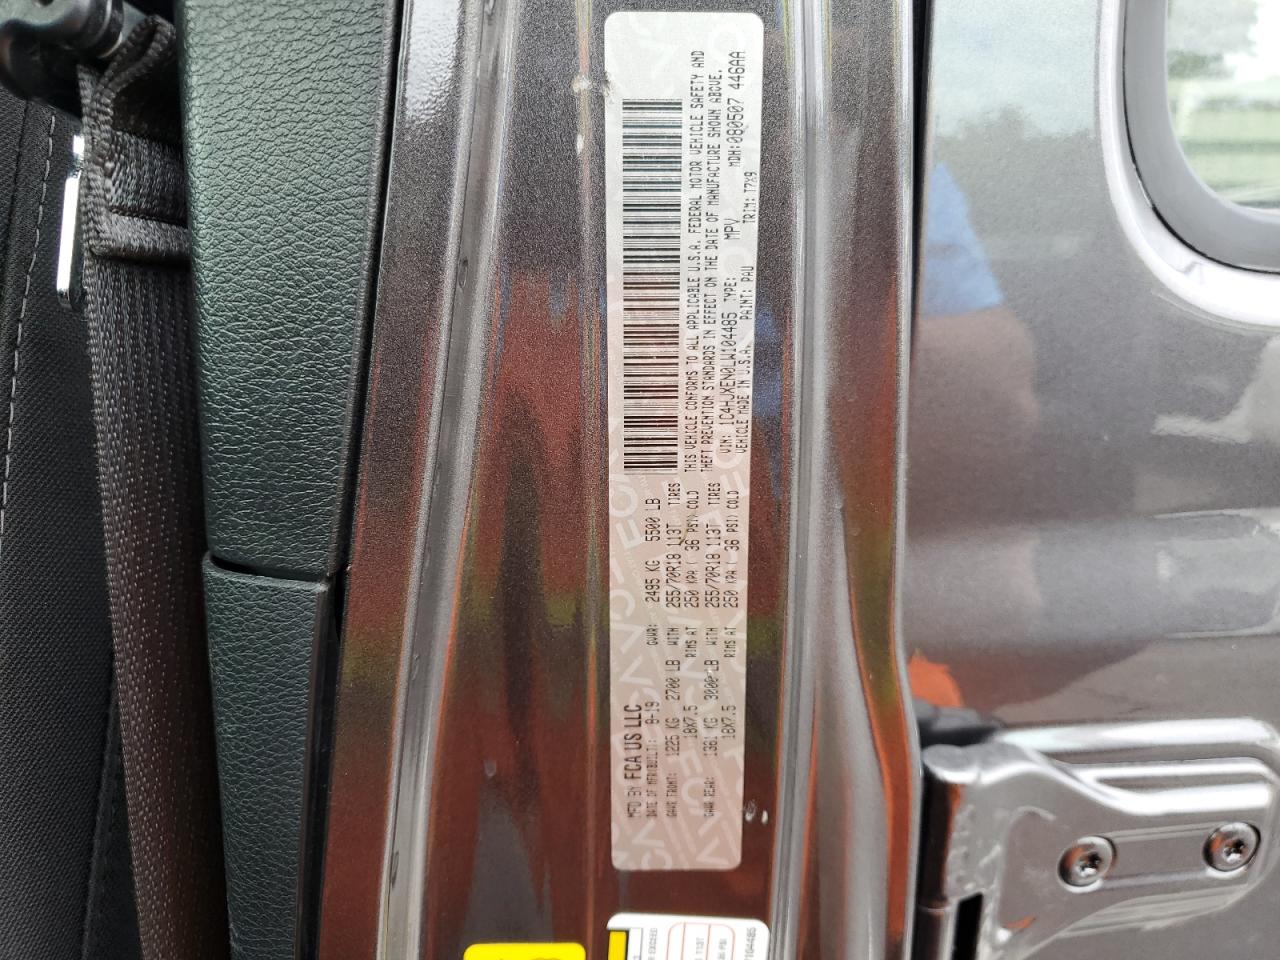 MFD BY FCA US LLC
DATE OF MFR(BUILT): 8-19 GVWR: 2495 KG 5500 LB
GAWR FRONT: 1225 KG 2700 LB WITH 255/70R18 113T TIRES
18X7.5 RIMS AT 250 KPA ( 36 PSI) COLD
GAWR REAR: 1361 KG 3000 LB WITH 255/70R18 113T TIRES
18X7.5 RIMS AT 250 KPA ( 36 PSI) COLD
THIS VEHICLE CONFORMS TO ALL APPLICABLE U.S.A. FEDERAL MOTOR VEHICLE SAFETY AND
THEFT PREVENTION STANDARDS IN EFFECT ON THE DATE OF MANUFACTURE SHOWN ABOVE.
VIN: 1C4HJXEN0LW104485 TYPE: MPV MDH:080507 446AA
VEHICLE MADE IN U.S.A. PAINT: PAU TRIM: T7X9